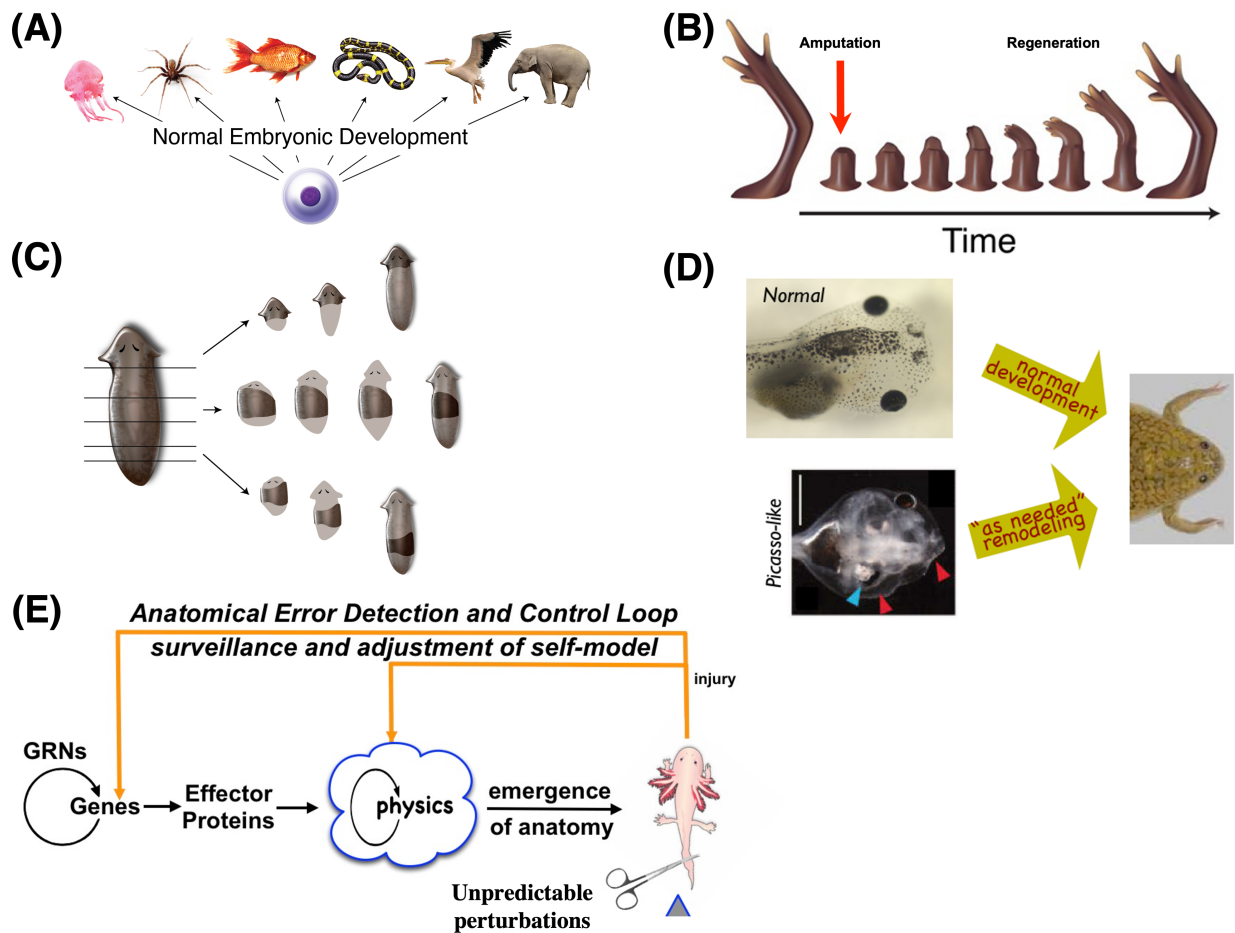 (A)
Normal Embryonic Development
(B)
Amputation
Regeneration
Time
(C)
(D)
Normal
normal
development
Picasso-like
"as needed"
remodeling
(E)
Anatomical Error Detection and Control Loop
surveillance and adjustment of self-model
injury
GRNs
Genes
Effector
Proteins
physics
emergence
of anatomy
Unpredictable
perturbations